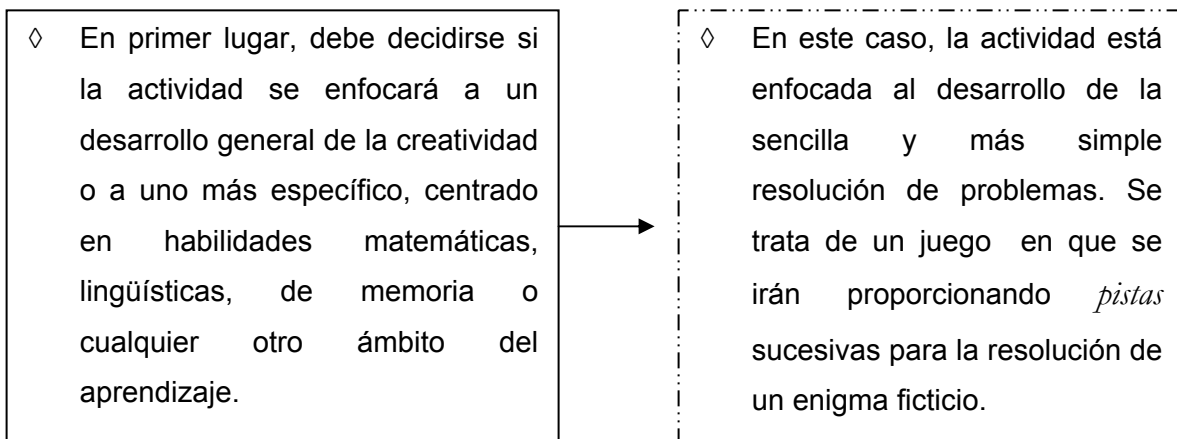 ◊ En primer lugar, debe decidirse si
la actividad se enfocará a un
desarrollo general de la creatividad
o a uno más específico, centrado
en habilidades matemáticas,
lingüísticas, de memoria o
cualquier otro ámbito del
aprendizaje.
◊ En este caso, la actividad está
enfocada al desarrollo de la
sencilla y más simple
resolución de problemas. Se
trata de un juego en que se
irán proporcionando pistas
sucesivas para la resolución de
un enigma ficticio.